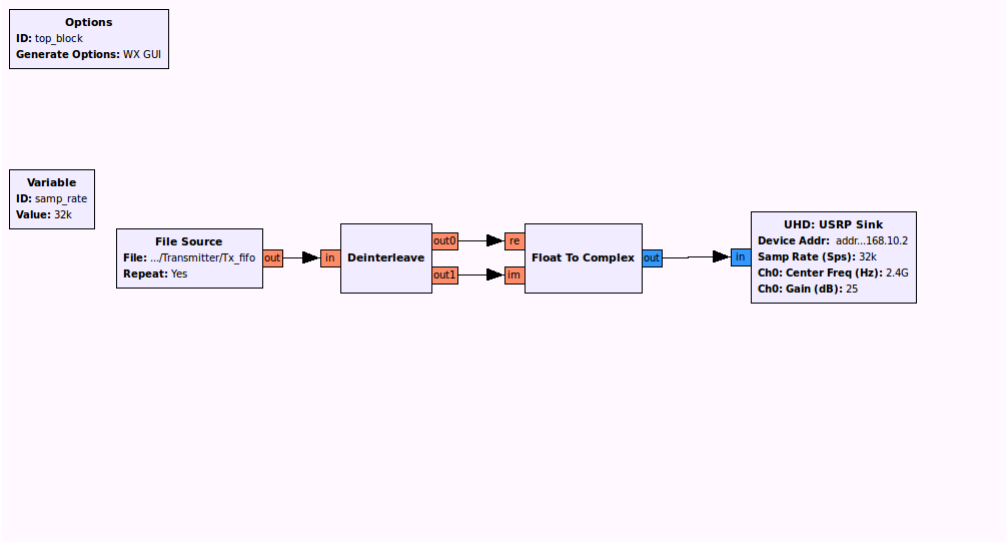 Options
ID: top_block
Generate Options: WX GUI
Variable
ID: samp_rate
Value: 32k
File Source
File: .../Transmitter/Tx_fifo
Repeat: Yes
out
in
Deinterleave
out0
out1
re
im
Float To Complex
out
in
UHD: USRP Sink
Device Addr: addr...168.10.2
Samp Rate (Sps): 32k
Ch0: Center Freq (Hz): 2.4G
Ch0: Gain (dB): 25